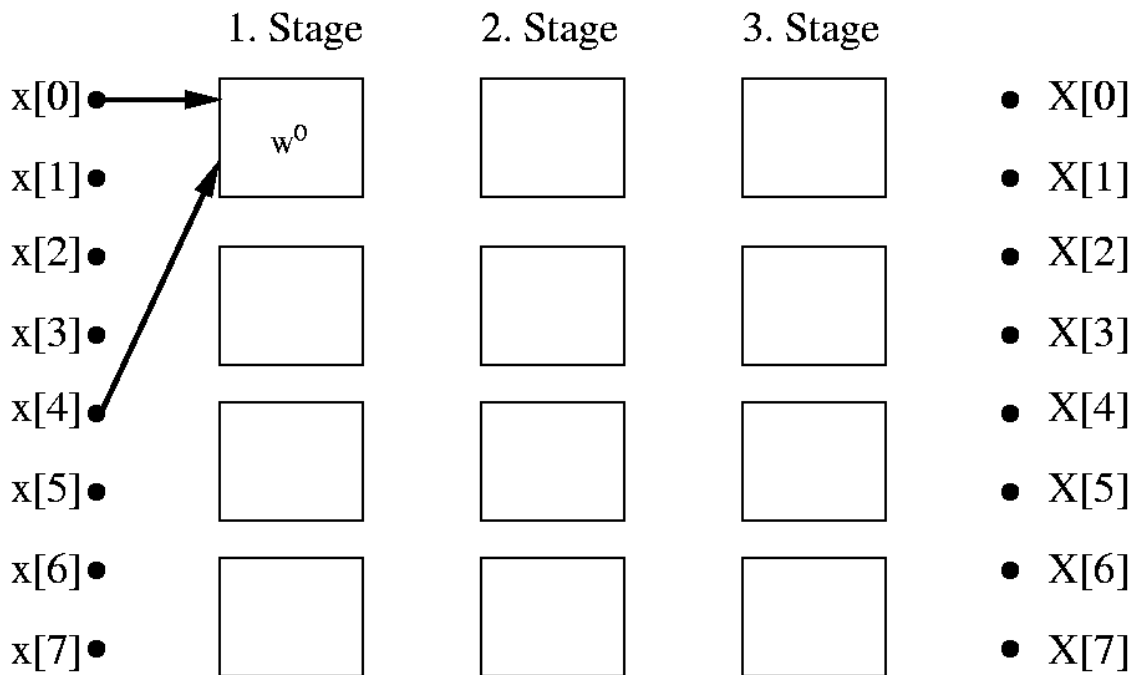 1. Stage 2. Stage 3. Stage
x[0] X[0]
w⁰
x[1] X[1]
x[2] X[2]
x[3] X[3]
x[4] X[4]
x[5] X[5]
x[6] X[6]
x[7] X[7]